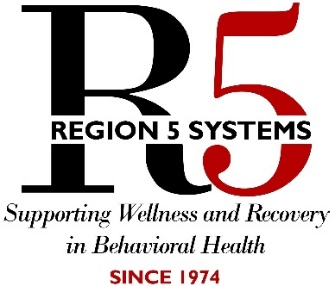 R5
REGION 5 SYSTEMS
Supporting Wellness and Recovery
in Behavioral Health
SINCE 1974